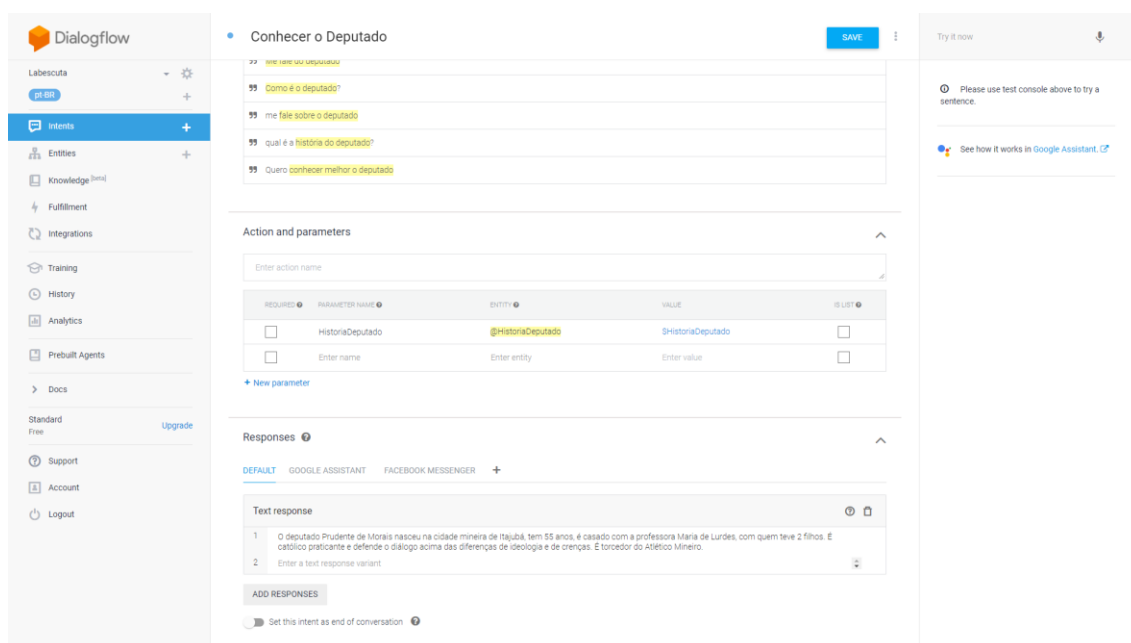 Dialogflow
Conhecer o Deputado
SAVE
Try it now
Labescuta
pt-BR
Intents
Entities
Knowledge [beta]
Fulfillment
Integrations
Training
History
Analytics
Prebuilt Agents
Docs
Standard
Free
Upgrade
Support
Account
Logout
Me fale do deputado
Como é o deputado?
me fale sobre o deputado
qual é a história do deputado?
Quero conhecer melhor o deputado
Action and parameters
Enter action name
REQUIRED PARAMETER NAME ENTITY VALUE IS LIST
HistoriaDeputado @HistoriaDeputado $HistoriaDeputado
Enter name Enter entity Enter value
+ New parameter
Responses
DEFAULT GOOGLE ASSISTANT FACEBOOK MESSENGER +
Text response
1 O deputado Prudente de Morais nasceu na cidade mineira de Itajubá, tem 55 anos, é casado com a professora Maria de Lurdes, com quem teve 2 filhos. É
católico praticante e defende o diálogo acima das diferenças de ideologia e de crenças. É torcedor do Atlético Mineiro.
2 Enter a text response variant
ADD RESPONSES
Set this intent as end of conversation
Please use test console above to try a
sentence.
See how it works in Google Assistant.